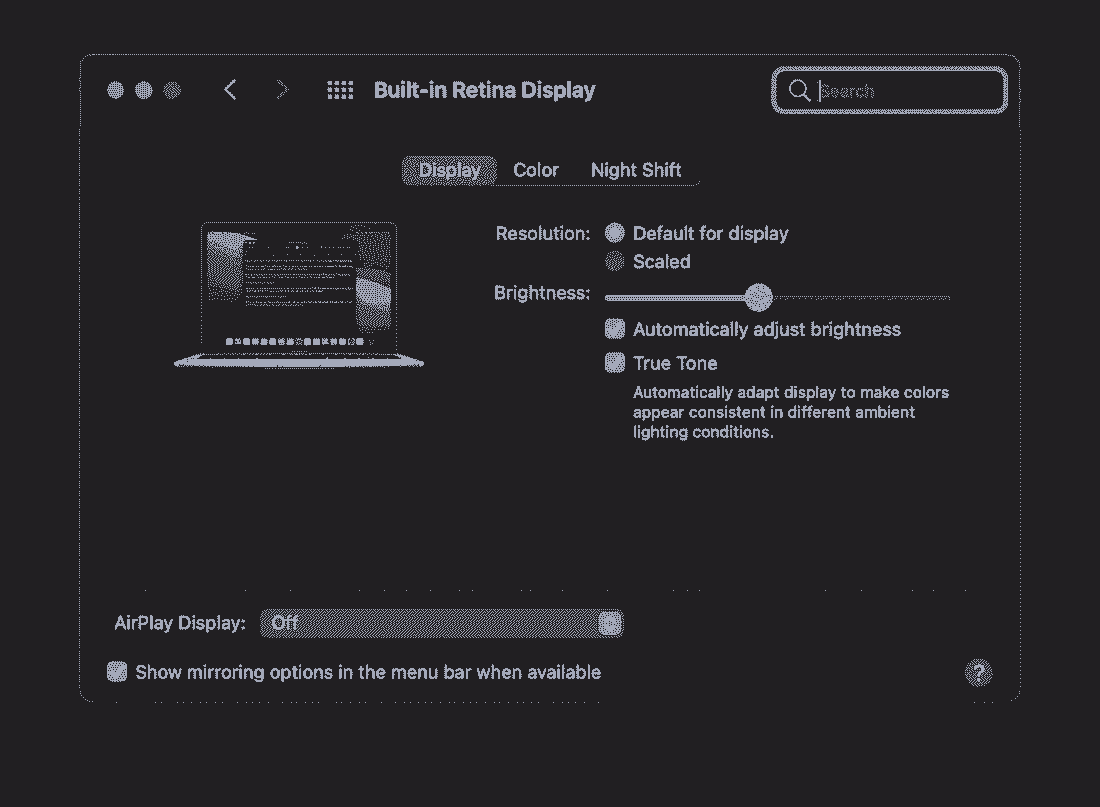 Built-in Retina Display
Search
Display Color Night Shift
Resolution: Default for display
Scaled
Brightness:
Automatically adjust brightness
True Tone
Automatically adapt display to make colors
appear consistent in different ambient
lighting conditions.
AirPlay Display: Off
Show mirroring options in the menu bar when available
?